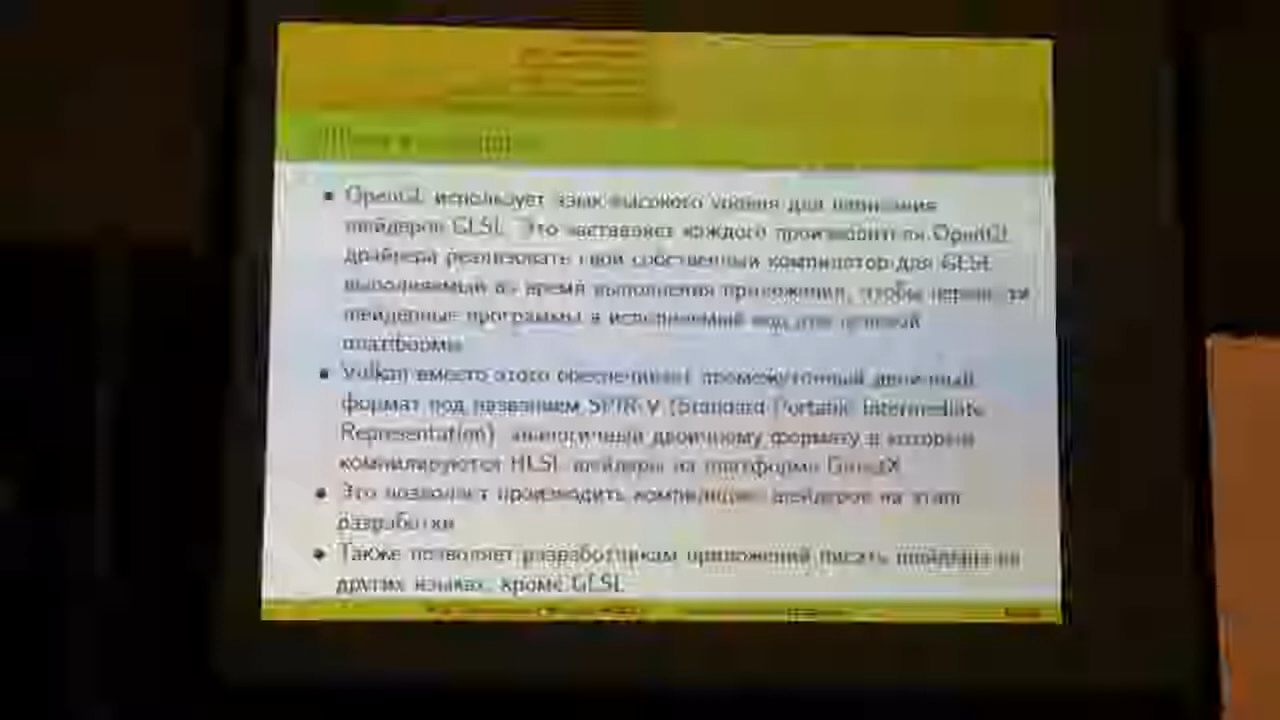 OpenGL использует язык высокого уровня для написания
шейдеров GLSL. Это заставляет каждого производителя OpenGL
драйвера реализовать свой собственный компилятор для GLSL
выполняемый во время выполнения приложения, чтобы перевести
шейдерные программы в исполняемый код для целевой
платформы
Vulkan вместо этого обеспечивает промежуточный двоичный
формат под названием SPIR-V (Standard Portable Intermediate
Representation) аналогичный двоичному формату в который
компилируются HLSL шейдеры на платформе DirectX
Это позволяет производить компиляцию шейдеров на этапе
разработки
Также позволяет разработчикам приложений писать шейдеры на
других языках, кроме GLSL